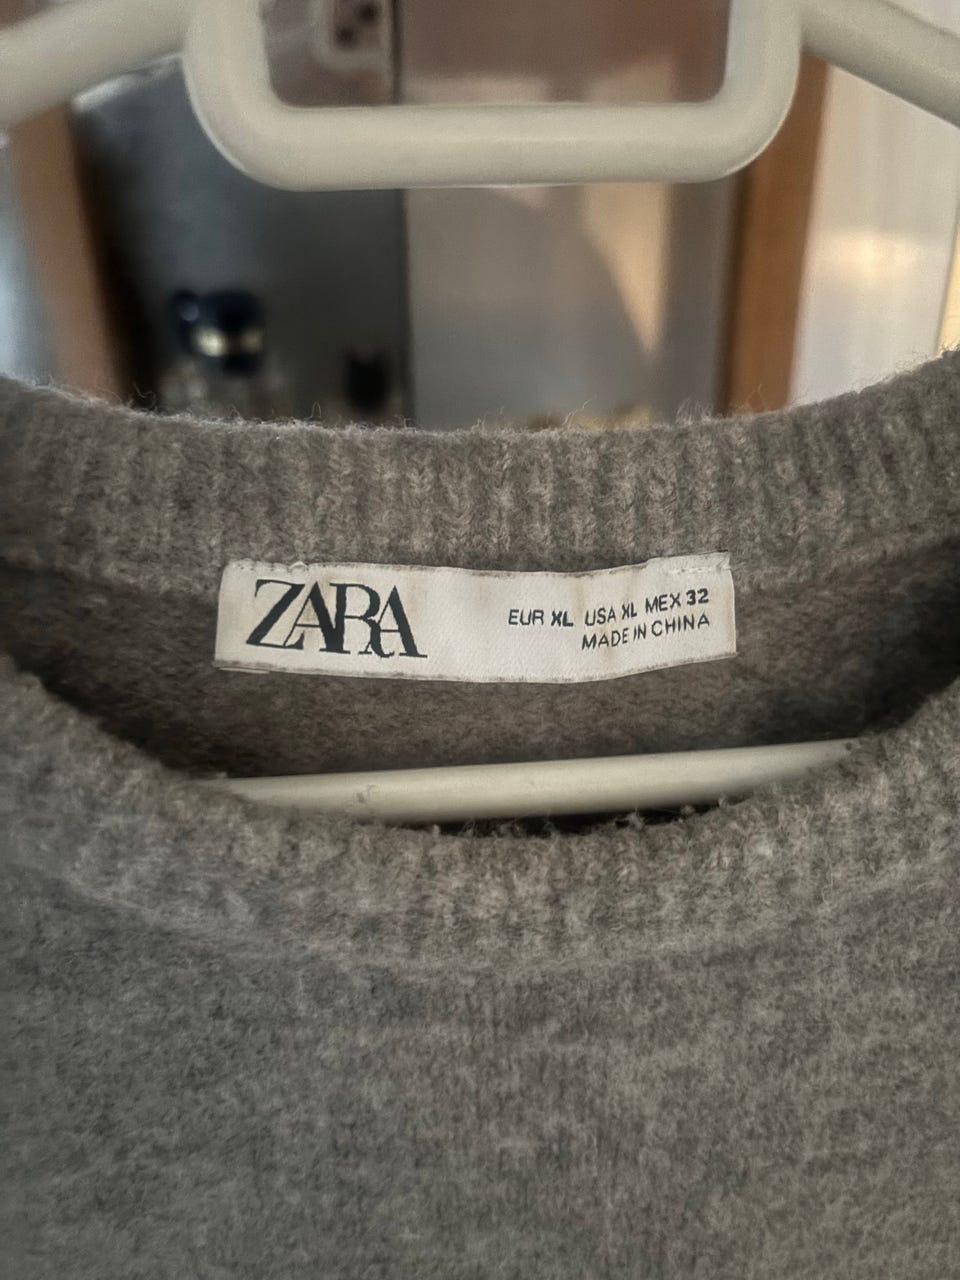 ZARA
EUR XL USA XL MEX 32
MADE IN CHINA